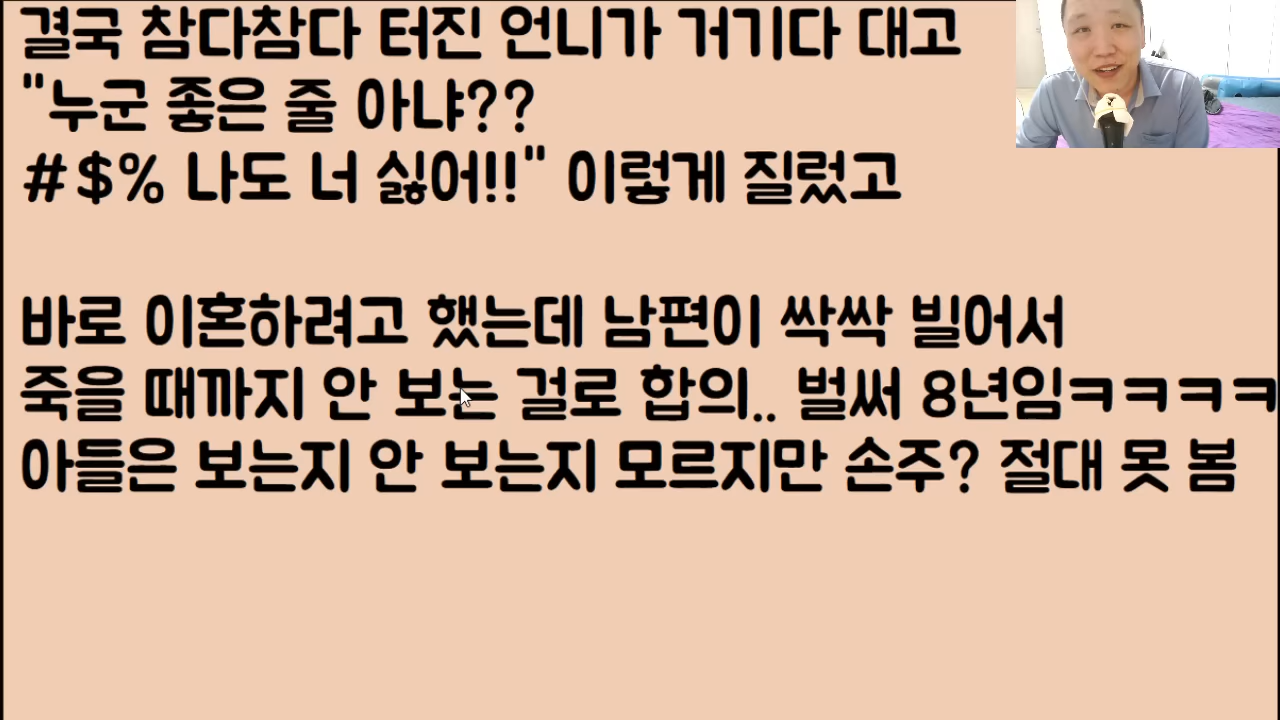 결국 참다참다 터진 언니가 거기다 대고
"누군 좋은 줄 아냐??
#$% 나도 너 싫어!!" 이렇게 질렀고
바로 이혼하려고 했는데 남편이 싹싹 빌어서
죽을 때까지 안 보는 걸로 합의.. 벌써 8년임ㅋㅋㅋㅋ
아들은 보는지 안 보는지 모르지만 손주? 절대 못 봄